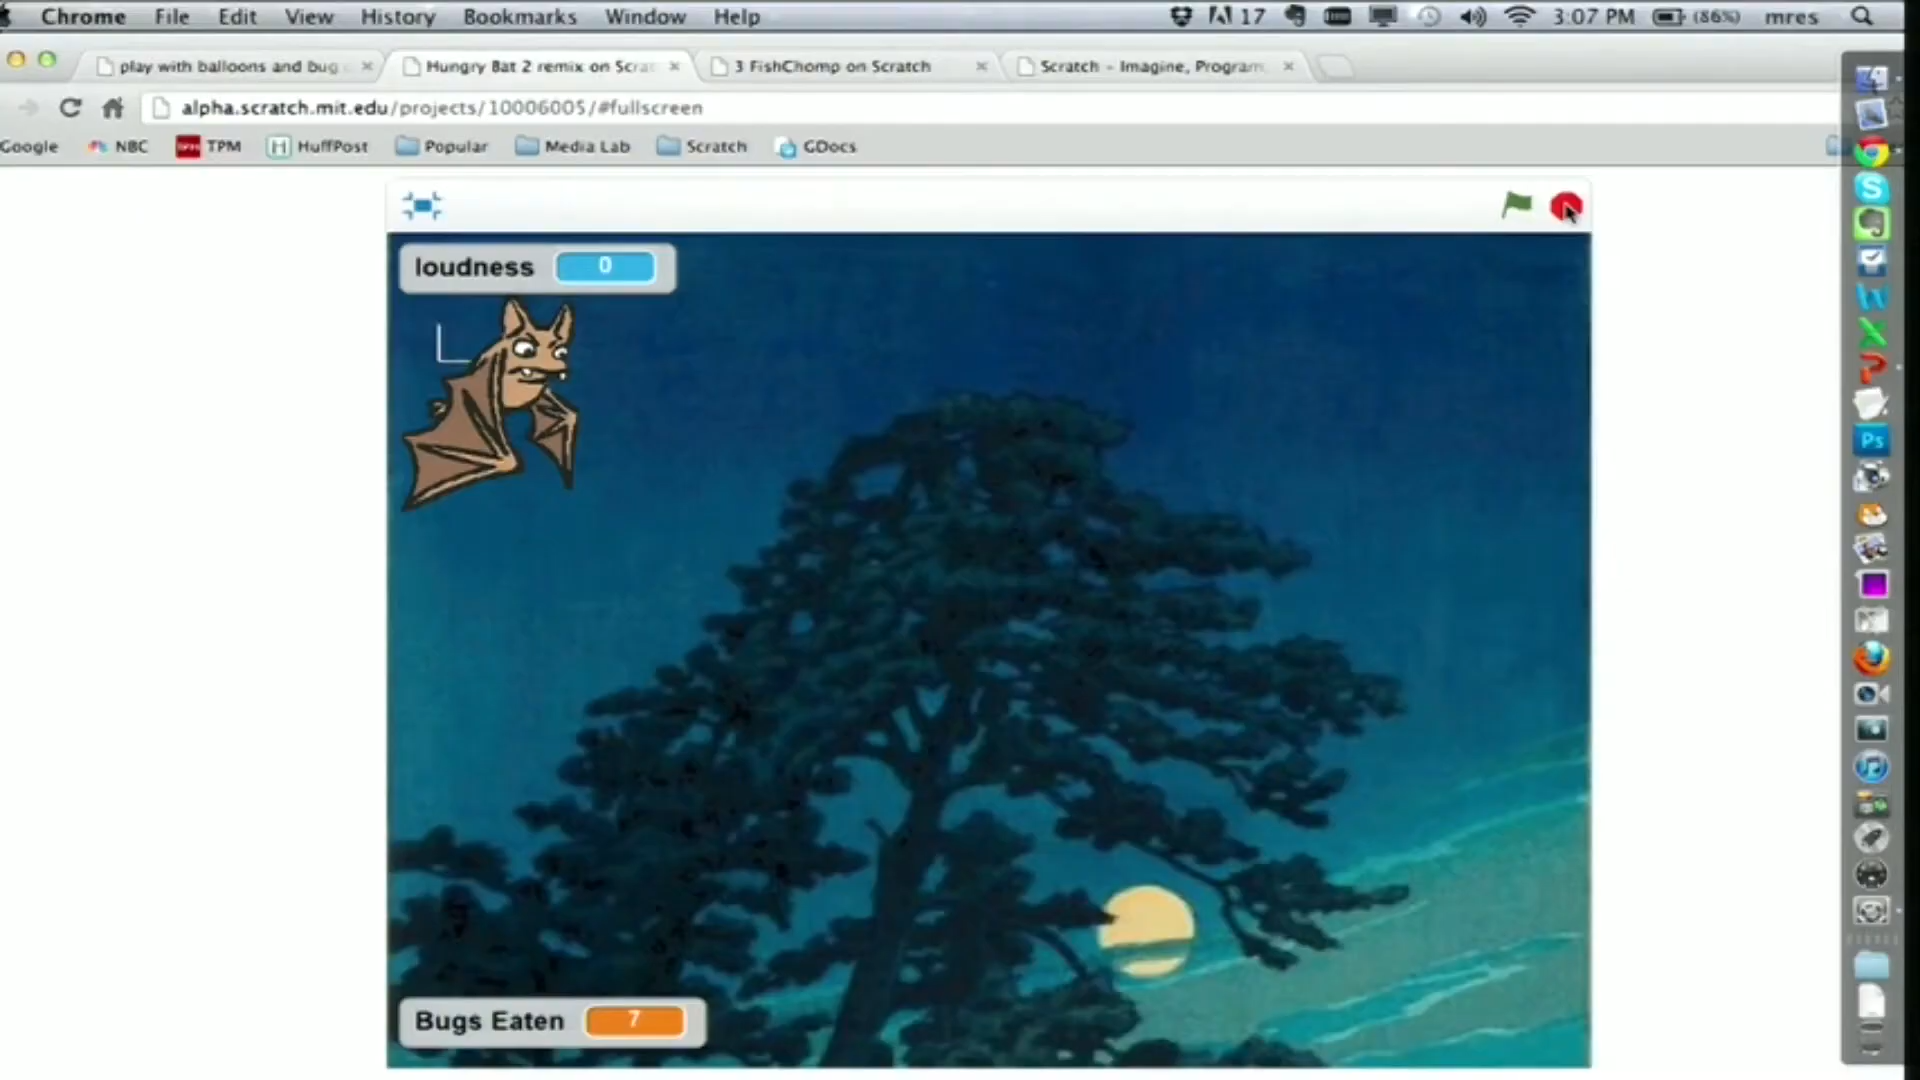 Chrome File Edit View History Bookmarks Window Help 17 3:07 PM (86%) mres
play with balloons and bug
Hungry Bat 2 remix on Scrat
3 FishChomp on Scratch
Scratch - Imagine, Program,
alpha.scratch.mit.edu/projects/10006005/#fullscreen
Google NBC TPM HuffPost Popular Media Lab Scratch GDocs
loudness 0
Bugs Eaten 7
Ps